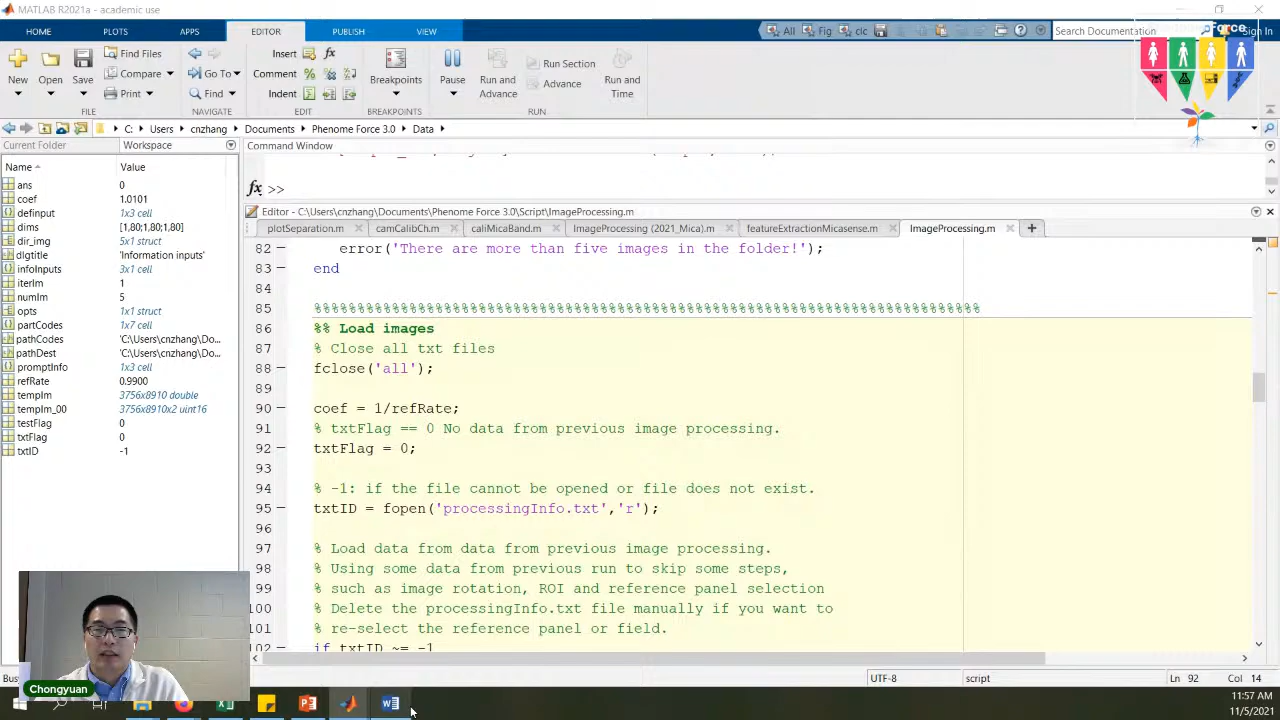 MATLAB R2021a - academic use
HOME PLOTS APPS EDITOR PUBLISH VIEW
All Fig clc Search Documentation Sign In
New Open Save Find Files Compare Print
Go To Find
Insert Comment Indent
Breakpoints Pause Run and Advance Run Section Advance Run and Time
FILE NAVIGATE EDIT BREAKPOINTS RUN
C: Users cnzhang Documents Phenome Force 3.0 Data
Current Folder Workspace Command Window
Name Value
ans 0
coef 1.0101
definput 1x3 cell
dims [1,80;1,80;1,80]
dir_img 5x1 struct
dlgtitle 'Information inputs'
infoInputs 3x1 cell
iterIm 1
numIm 5
opts 1x1 struct
partCodes 1x7 cell
pathCodes 'C:\Users\cnzhang\Do...
pathDest 'C:\Users\cnzhang\Do...
promptInfo 1x3 cell
refRate 0.9900
tempIm 3756x8910 double
tempIm_00 3756x8910x2 uint16
testFlag 0
txtFlag 0
txtID -1
fx >>
Editor - C:\Users\cnzhang\Documents\Phenome Force 3.0\Script\ImageProcessing.m
plotSeparation.m camCalibCh.m caliMicaBand.m ImageProcessing (2021_Mica).m featureExtractionMicasense.m ImageProcessing.m
82 error('There are more than five images in the folder!');
83 end
84
85 %%%%%%%%%%%%%%%%%%%%%%%%%%%%%%%%%%%%%%%%%%%%%%%%%%%%%%%%%%%%%%%%%%%%%%%%%%%%%
86 %% Load images
87 % Close all txt files
88 fclose('all');
89
90 coef = 1/refRate;
91 % txtFlag == 0 No data from previous image processing.
92 txtFlag = 0;
93
94 % -1: if the file cannot be opened or file does not exist.
95 txtID = fopen('processingInfo.txt','r');
96
97 % Load data from data from previous image processing.
98 % Using some data from previous run to skip some steps,
99 % such as image rotation, ROI and reference panel selection
100 % Delete the processingInfo.txt file manually if you want to
101 % re-select the reference panel or field.
102 if txtID ~= -1
UTF-8 script Ln 92 Col 14
Chongyuan
11:57 AM
11/5/2021